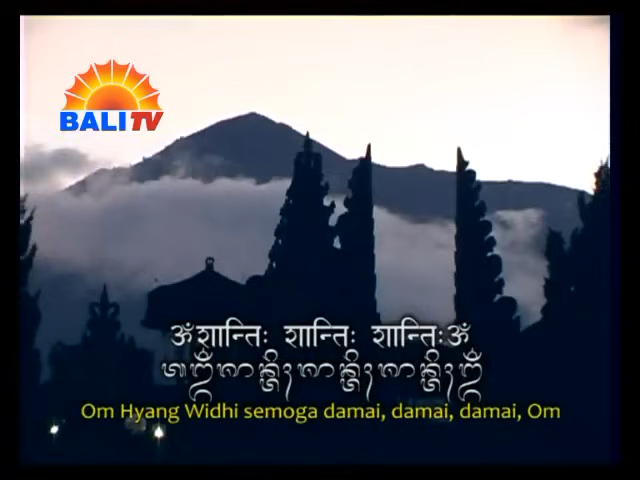 BALI TV
ॐ शान्तिः शान्तिः शान्तिः ॐ
Om Hyang Widhi semoga damai, damai, damai, Om